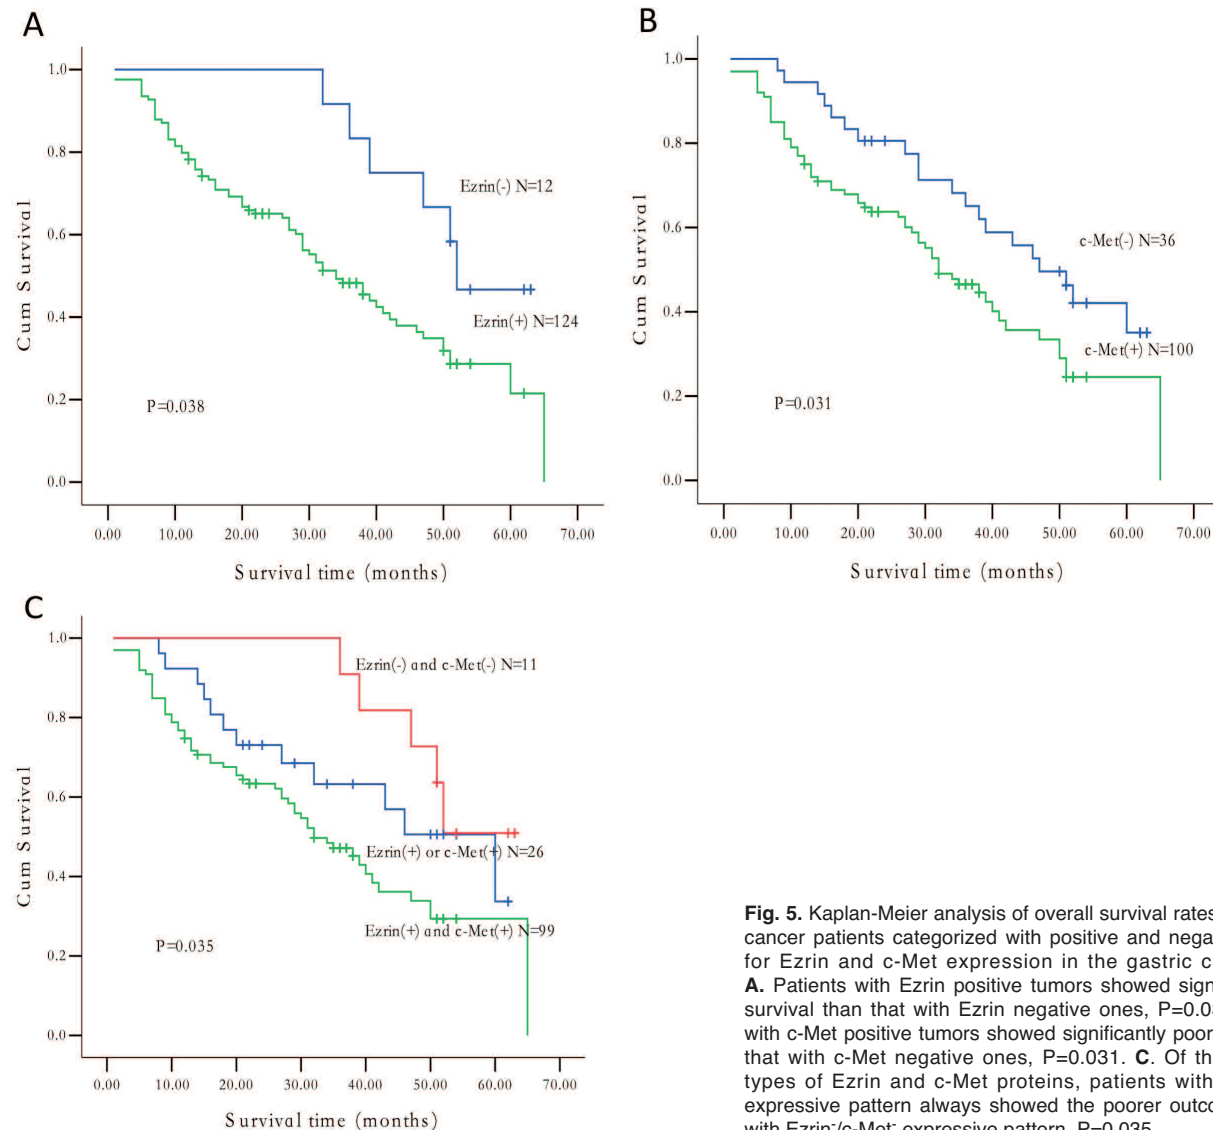 A
1.0
0.8
0.6
0.4
0.2
0.0
Cum Survival
Ezrin(-) N=12
Ezrin(+) N=124
P=0.038
0.00 10.00 20.00 30.00 40.00 50.00 60.00 70.00
Survival time (months)
B
1.0
0.8
0.6
0.4
0.2
0.0
Cum Survival
c-Met(-) N=36
c-Met(+) N=100
P=0.031
0.00 10.00 20.00 30.00 40.00 50.00 60.00 70.00
Survival time (months)
C
1.0
0.8
0.6
0.4
0.2
0.0
Cum Survival
Ezrin(-) and c-Met(-) N=11
Ezrin(+) or c-Met(+) N=26
Ezrin(+) and c-Met(+) N=99
P=0.035
0.00 10.00 20.00 30.00 40.00 50.00 60.00 70.00
Survival time (months)
Fig. 5. Kaplan-Meier analysis of overall survival rates
cancer patients categorized with positive and nega
for Ezrin and c-Met expression in the gastric c
A. Patients with Ezrin positive tumors showed sign
survival than that with Ezrin negative ones, P=0.0
with c-Met positive tumors showed significantly poor
that with c-Met negative ones, P=0.031. C. Of th
types of Ezrin and c-Met proteins, patients with
expressive pattern always showed the poorer outco
with Ezrin-/c-Met- expressive pattern, P=0.035